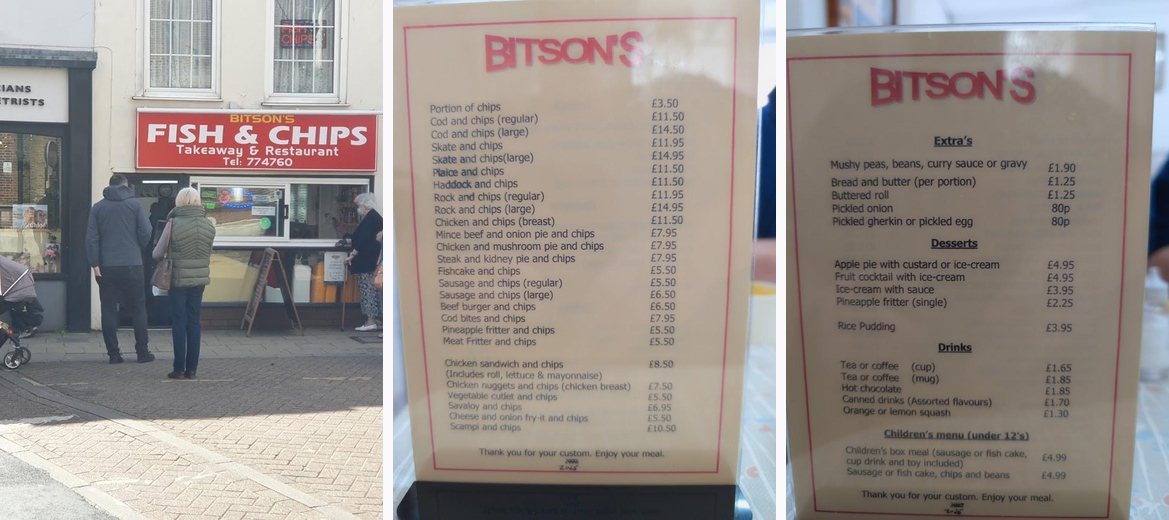 CIANS
ETRISTS
FISH
CHIPS
BITSON'S
FISH & CHIPS
Takeaway & Restaurant
Tel: 774760
BITSON'S
Portion of chips £3.50
Cod and chips (regular) £11.50
Cod and chips (large) £14.50
Skate and chips £11.95
Skate and chips(large) £14.95
Plaice and chips £11.50
Haddock and chips £11.50
Rock and chips (regular) £11.95
Rock and chips (large) £14.95
Chicken and chips (breast) £11.50
Mince beef and onion pie and chips £7.95
Chicken and mushroom pie and chips £7.95
Steak and kidney pie and chips £7.95
Fishcake and chips £5.50
Sausage and chips (regular) £5.50
Sausage and chips (large) £6.50
Beef burger and chips £6.50
Cod bites and chips £7.95
Pineapple fritter and chips £5.50
Meat Fritter and chips £5.50
Chicken sandwich and chips £8.50
(Includes roll, lettuce & mayonnaise)
Chicken nuggets and chips (chicken breast) £7.50
Vegetable cutlet and chips £5.50
Savaloy and chips £6.95
Cheese and onion fry-it and chips £5.50
Scampi and chips £10.50
Thank you for your custom. Enjoy your meal.
BITSON'S
Extra's
Mushy peas, beans, curry sauce or gravy £1.90
Bread and butter (per portion) £1.25
Buttered roll £1.25
Pickled onion 80p
Pickled gherkin or pickled egg 80p
Desserts
Apple pie with custard or ice-cream £4.95
Fruit cocktail with ice-cream £4.95
Ice-cream with sauce £3.95
Pineapple fritter (single) £2.25
Rice Pudding £3.95
Drinks
Tea or coffee (cup) £1.65
Tea or coffee (mug) £1.85
Hot chocolate £1.85
Canned drinks (Assorted flavours) £1.70
Orange or lemon squash £1.30
Children's menu (under 12's)
Children's box meal (sausage or fish cake, £4.99
cup drink and toy included)
Sausage or fish cake, chips and beans £4.99
Thank you for your custom. Enjoy your meal.